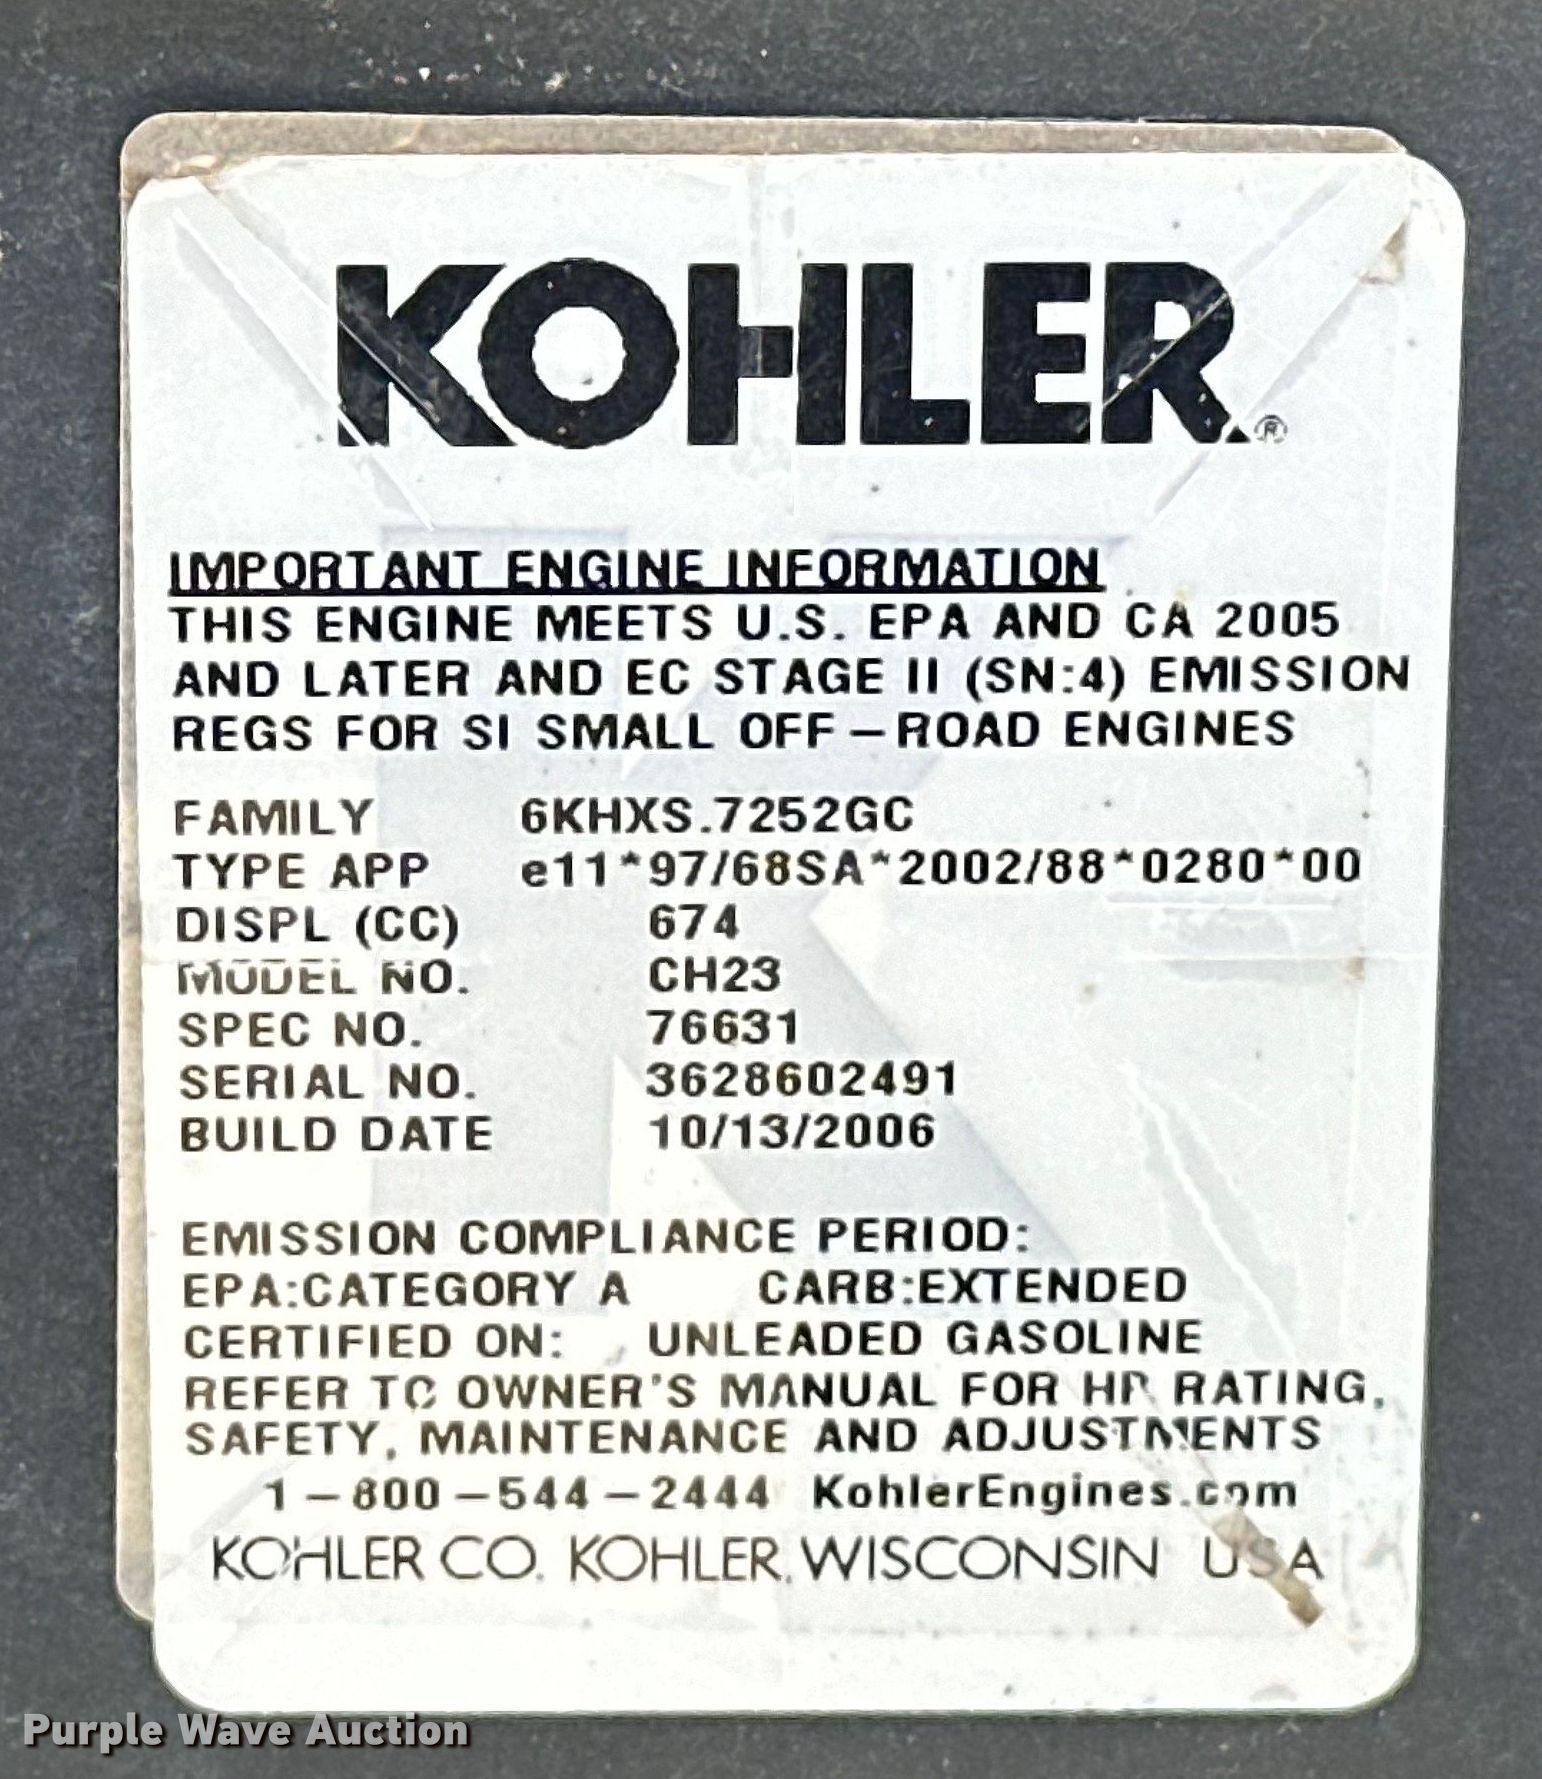 KOHLER®
IMPORTANT ENGINE INFORMATION
THIS ENGINE MEETS U.S. EPA AND CA 2005
AND LATER AND EC STAGE II (SN:4) EMISSION
REGS FOR SI SMALL OFF-ROAD ENGINES
FAMILY 6KHXS.7252GC
TYPE APP e11*97/68SA*2002/88*0280*00
DISPL (CC) 674
MODEL NO. CH23
SPEC NO. 76631
SERIAL NO. 3628602491
BUILD DATE 10/13/2006
EMISSION COMPLIANCE PERIOD:
EPA:CATEGORY A CARB:EXTENDED
CERTIFIED ON: UNLEADED GASOLINE
REFER TO OWNER'S MANUAL FOR HP RATING,
SAFETY, MAINTENANCE AND ADJUSTMENTS
1-800-544-2444 KohlerEngines.com
KOHLER CO. KOHLER, WISCONSIN USA
Purple Wave Auction